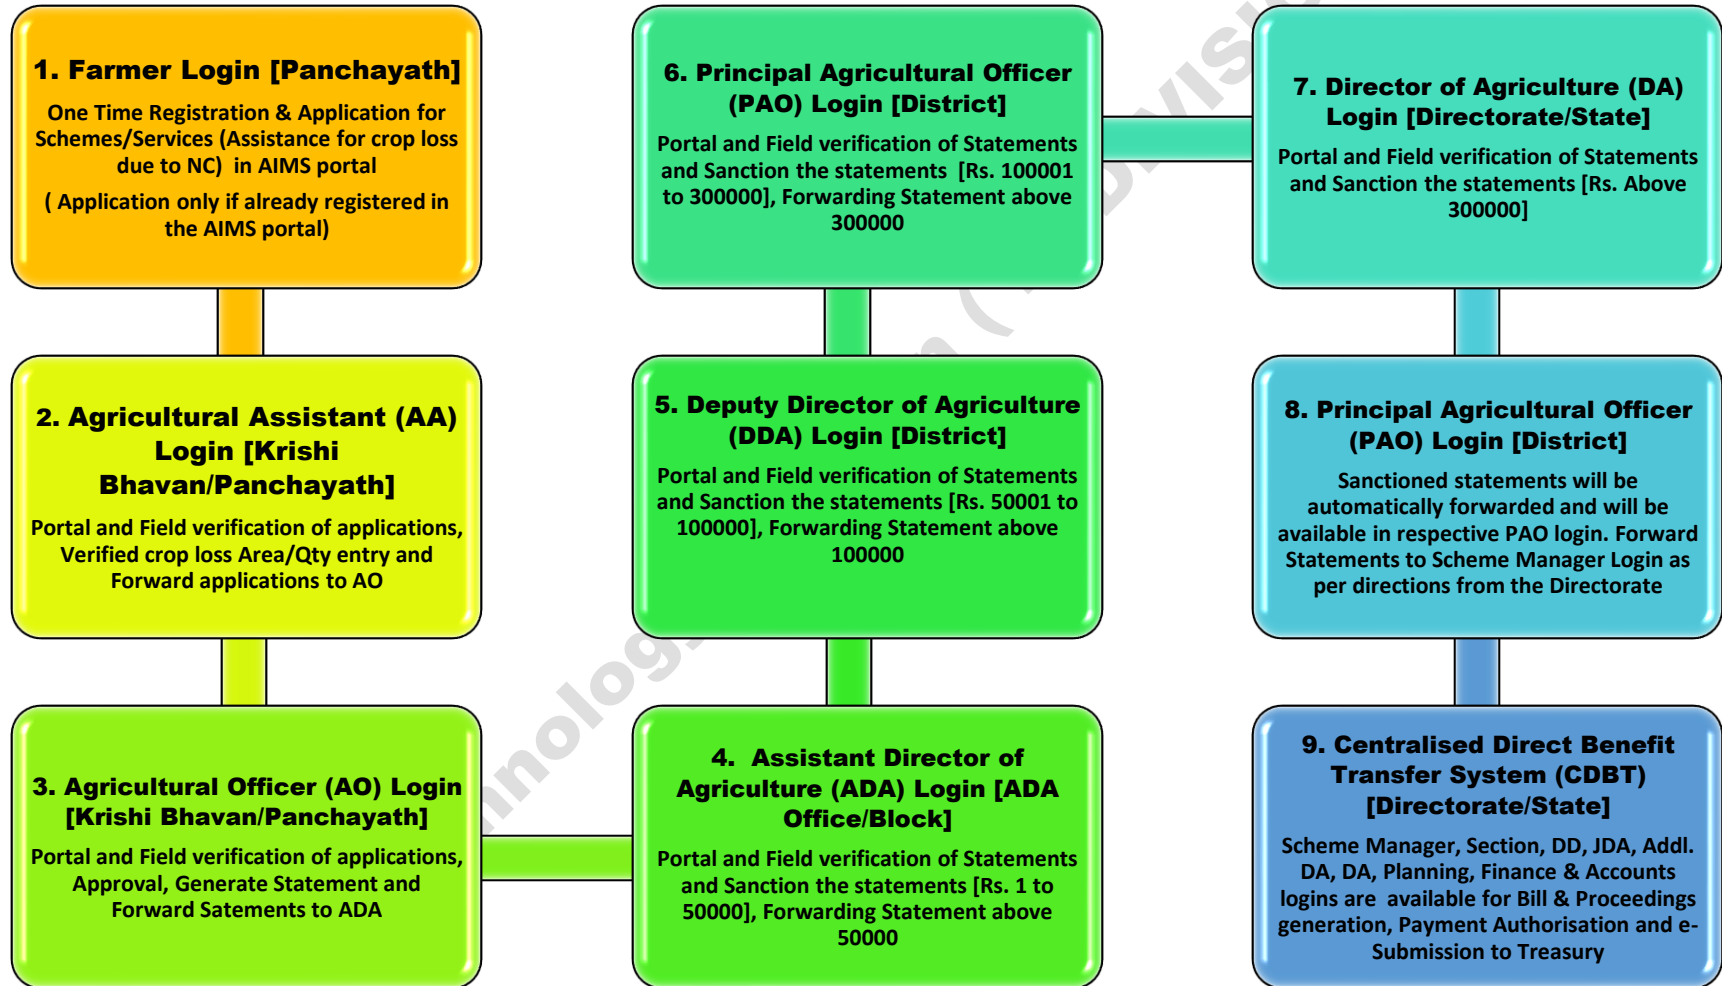 1. Farmer Login [Panchayath]
One Time Registration & Application for
Schemes/Services (Assistance for crop loss
due to NC) in AIMS portal
( Application only if already registered in
the AIMS portal)
2. Agricultural Assistant (AA)
Login [Krishi
Bhavan/Panchayath]
Portal and Field verification of applications,
Verified crop loss Area/Qty entry and
Forward applications to AO
3. Agricultural Officer (AO) Login
[Krishi Bhavan/Panchayath]
Portal and Field verification of applications,
Approval, Generate Statement and
Forward Satements to ADA
4. Assistant Director of
Agriculture (ADA) Login [ADA
Office/Block]
Portal and Field verification of Statements
and Sanction the statements [Rs. 1 to
50000], Forwarding Statement above
50000
5. Deputy Director of Agriculture
(DDA) Login [District]
Portal and Field verification of Statements
and Sanction the statements [Rs. 50001 to
100000], Forwarding Statement above
100000
6. Principal Agricultural Officer
(PAO) Login [District]
Portal and Field verification of Statements
and Sanction the statements [Rs. 100001
to 300000], Forwarding Statement above
300000
7. Director of Agriculture (DA)
Login [Directorate/State]
Portal and Field verification of Statements
and Sanction the statements [Rs. Above
300000]
8. Principal Agricultural Officer
(PAO) Login [District]
Sanctioned statements will be
automatically forwarded and will be
available in respective PAO login. Forward
Statements to Scheme Manager Login as
per directions from the Directorate
9. Centralised Direct Benefit
Transfer System (CDBT)
[Directorate/State]
Scheme Manager, Section, DD, JDA, Addl.
DA, DA, Planning, Finance & Accounts
logins are available for Bill & Proceedings
generation, Payment Authorisation and e-
Submission to Treasury